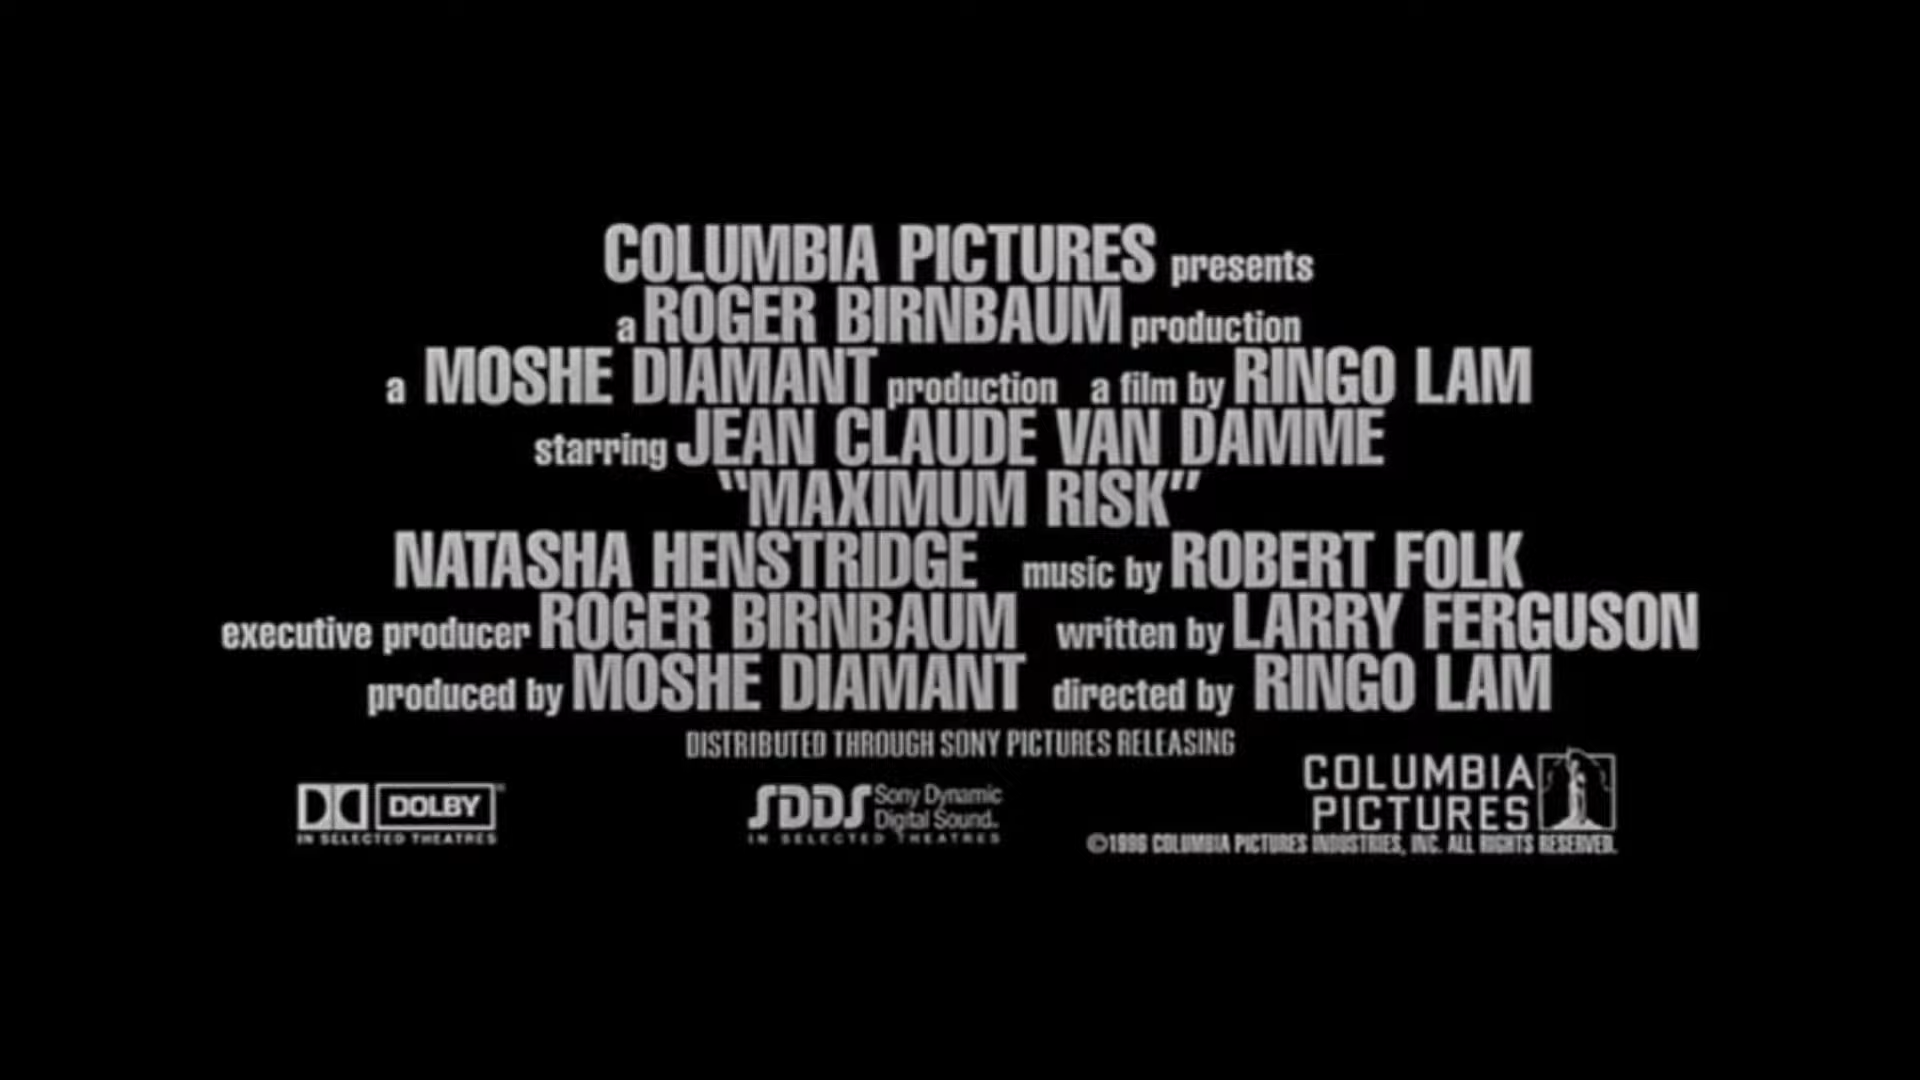 COLUMBIA PICTURES presents
a ROGER BIRNBAUM production
a MOSHE DIAMANT production a film by RINGO LAM
starring JEAN CLAUDE VAN DAMME
"MAXIMUM RISK"
NATASHA HENSTRIDGE music by ROBERT FOLK
executive producer ROGER BIRNBAUM written by LARRY FERGUSON
produced by MOSHE DIAMANT directed by RINGO LAM
DISTRIBUTED THROUGH SONY PICTURES RELEASING
DOLBY
IN SELECTED THEATRES
SDDS Sony Dynamic
Digital Sound.
IN SELECTED THEATRES
COLUMBIA
PICTURES
©1996 COLUMBIA PICTURES INDUSTRIES, INC. ALL RIGHTS RESERVED.